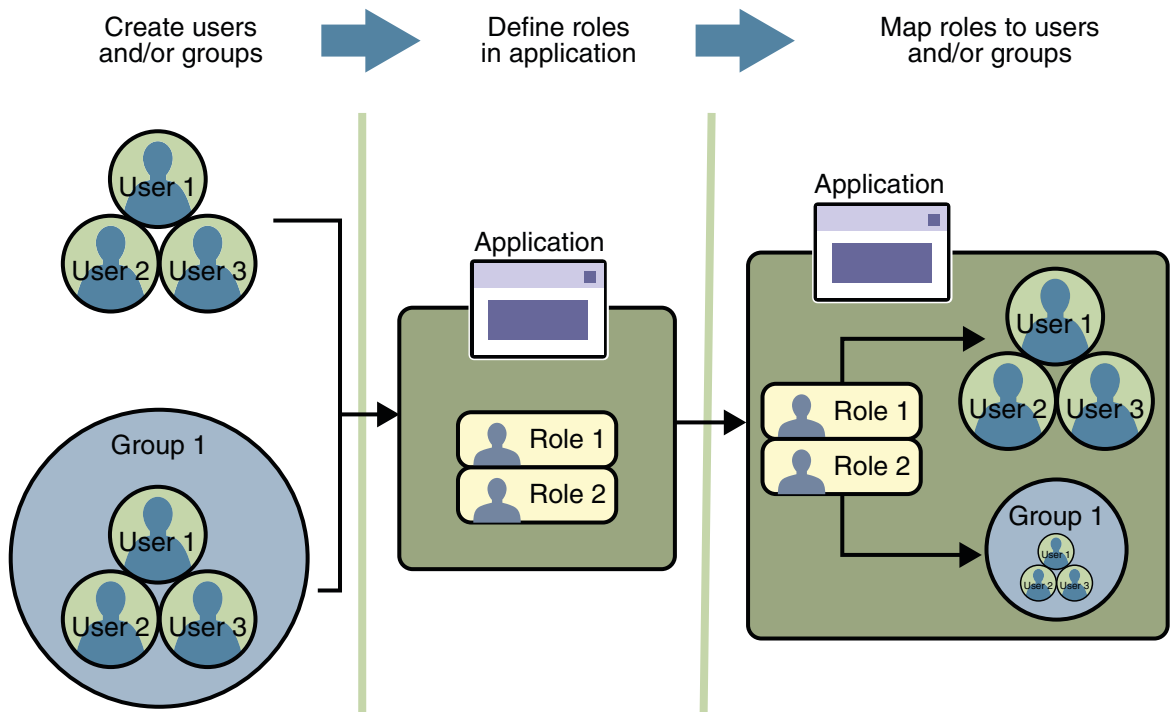 Create users
and/or groups
Define roles
in application
Map roles to users
and/or groups
User 1
User 2
User 3
Group 1
User 1
User 2
User 3
Application
Role 1
Role 2
Application
Role 1
Role 2
User 1
User 2
User 3
Group 1
User 1
User 2
User 3